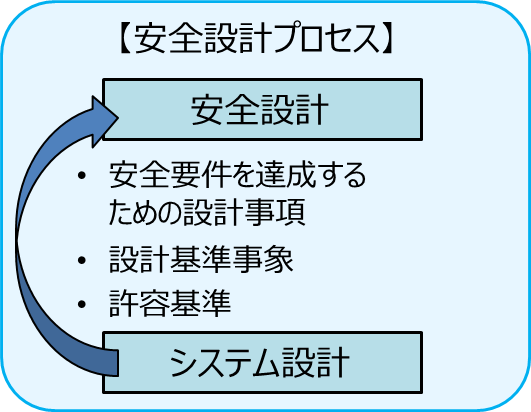 【安全設計プロセス】
安全設計
• 安全要件を達成する
ための設計事項
• 設計基準事象
• 許容基準
システム設計